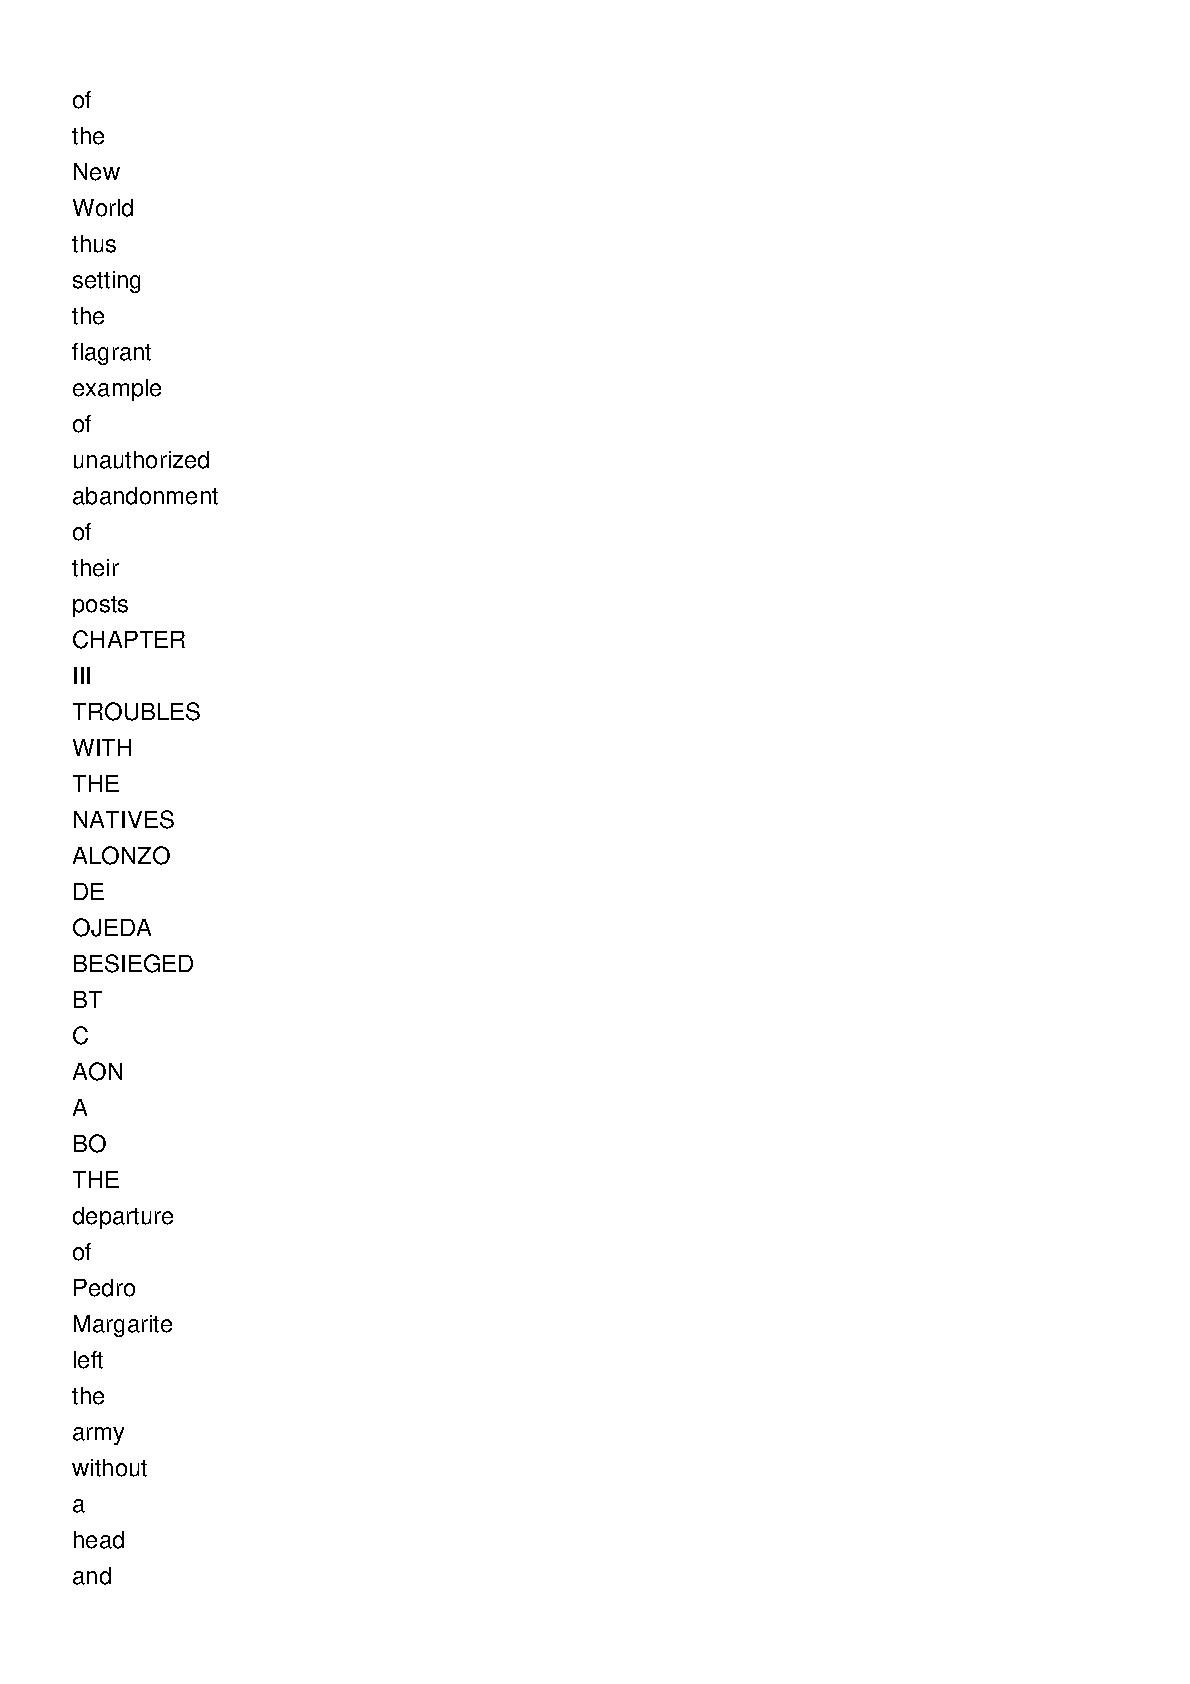 of
the
New
World
thus
setting
the
flagrant
example
of
unauthorized
abandonment
of
their
posts
CHAPTER
III
TROUBLES
WITH
THE
NATIVES
ALONZO
DE
OJEDA
BESIEGED
BT
C
AON
A
BO
THE
departure
of
Pedro
Margarite
left
the
army
without
a
head
and